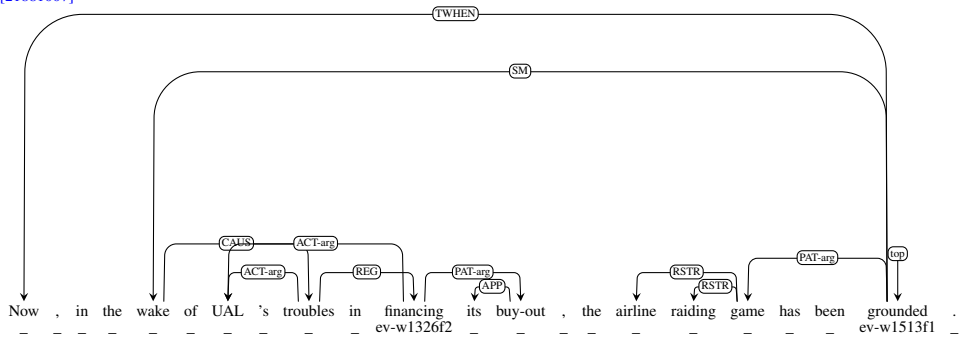 TWHEN
SM
CAUS ACT-arg
PAT-arg top
ACT-arg REG PAT-arg RSTR
APP RSTR
Now , in the wake of UAL 's troubles in financing its buy-out , the airline raiding game has been grounded .
_ _ _ _ _ _ _ _ _ _ ev-w1326f2 _ _ _ _ _ _ _ _ _ ev-w1513f1 _